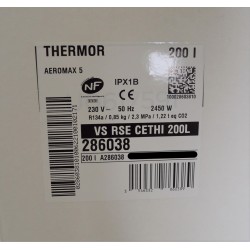 THERMOR 200 l
AEROMAX 5
NF IPX1B
CE
230 V~ 50 Hz 2450 W
R134a / 0,85 kg / 2,3 MPa / 1,22 t eq CO2
VS RSE CETHI 200L
286038
200 l A286038